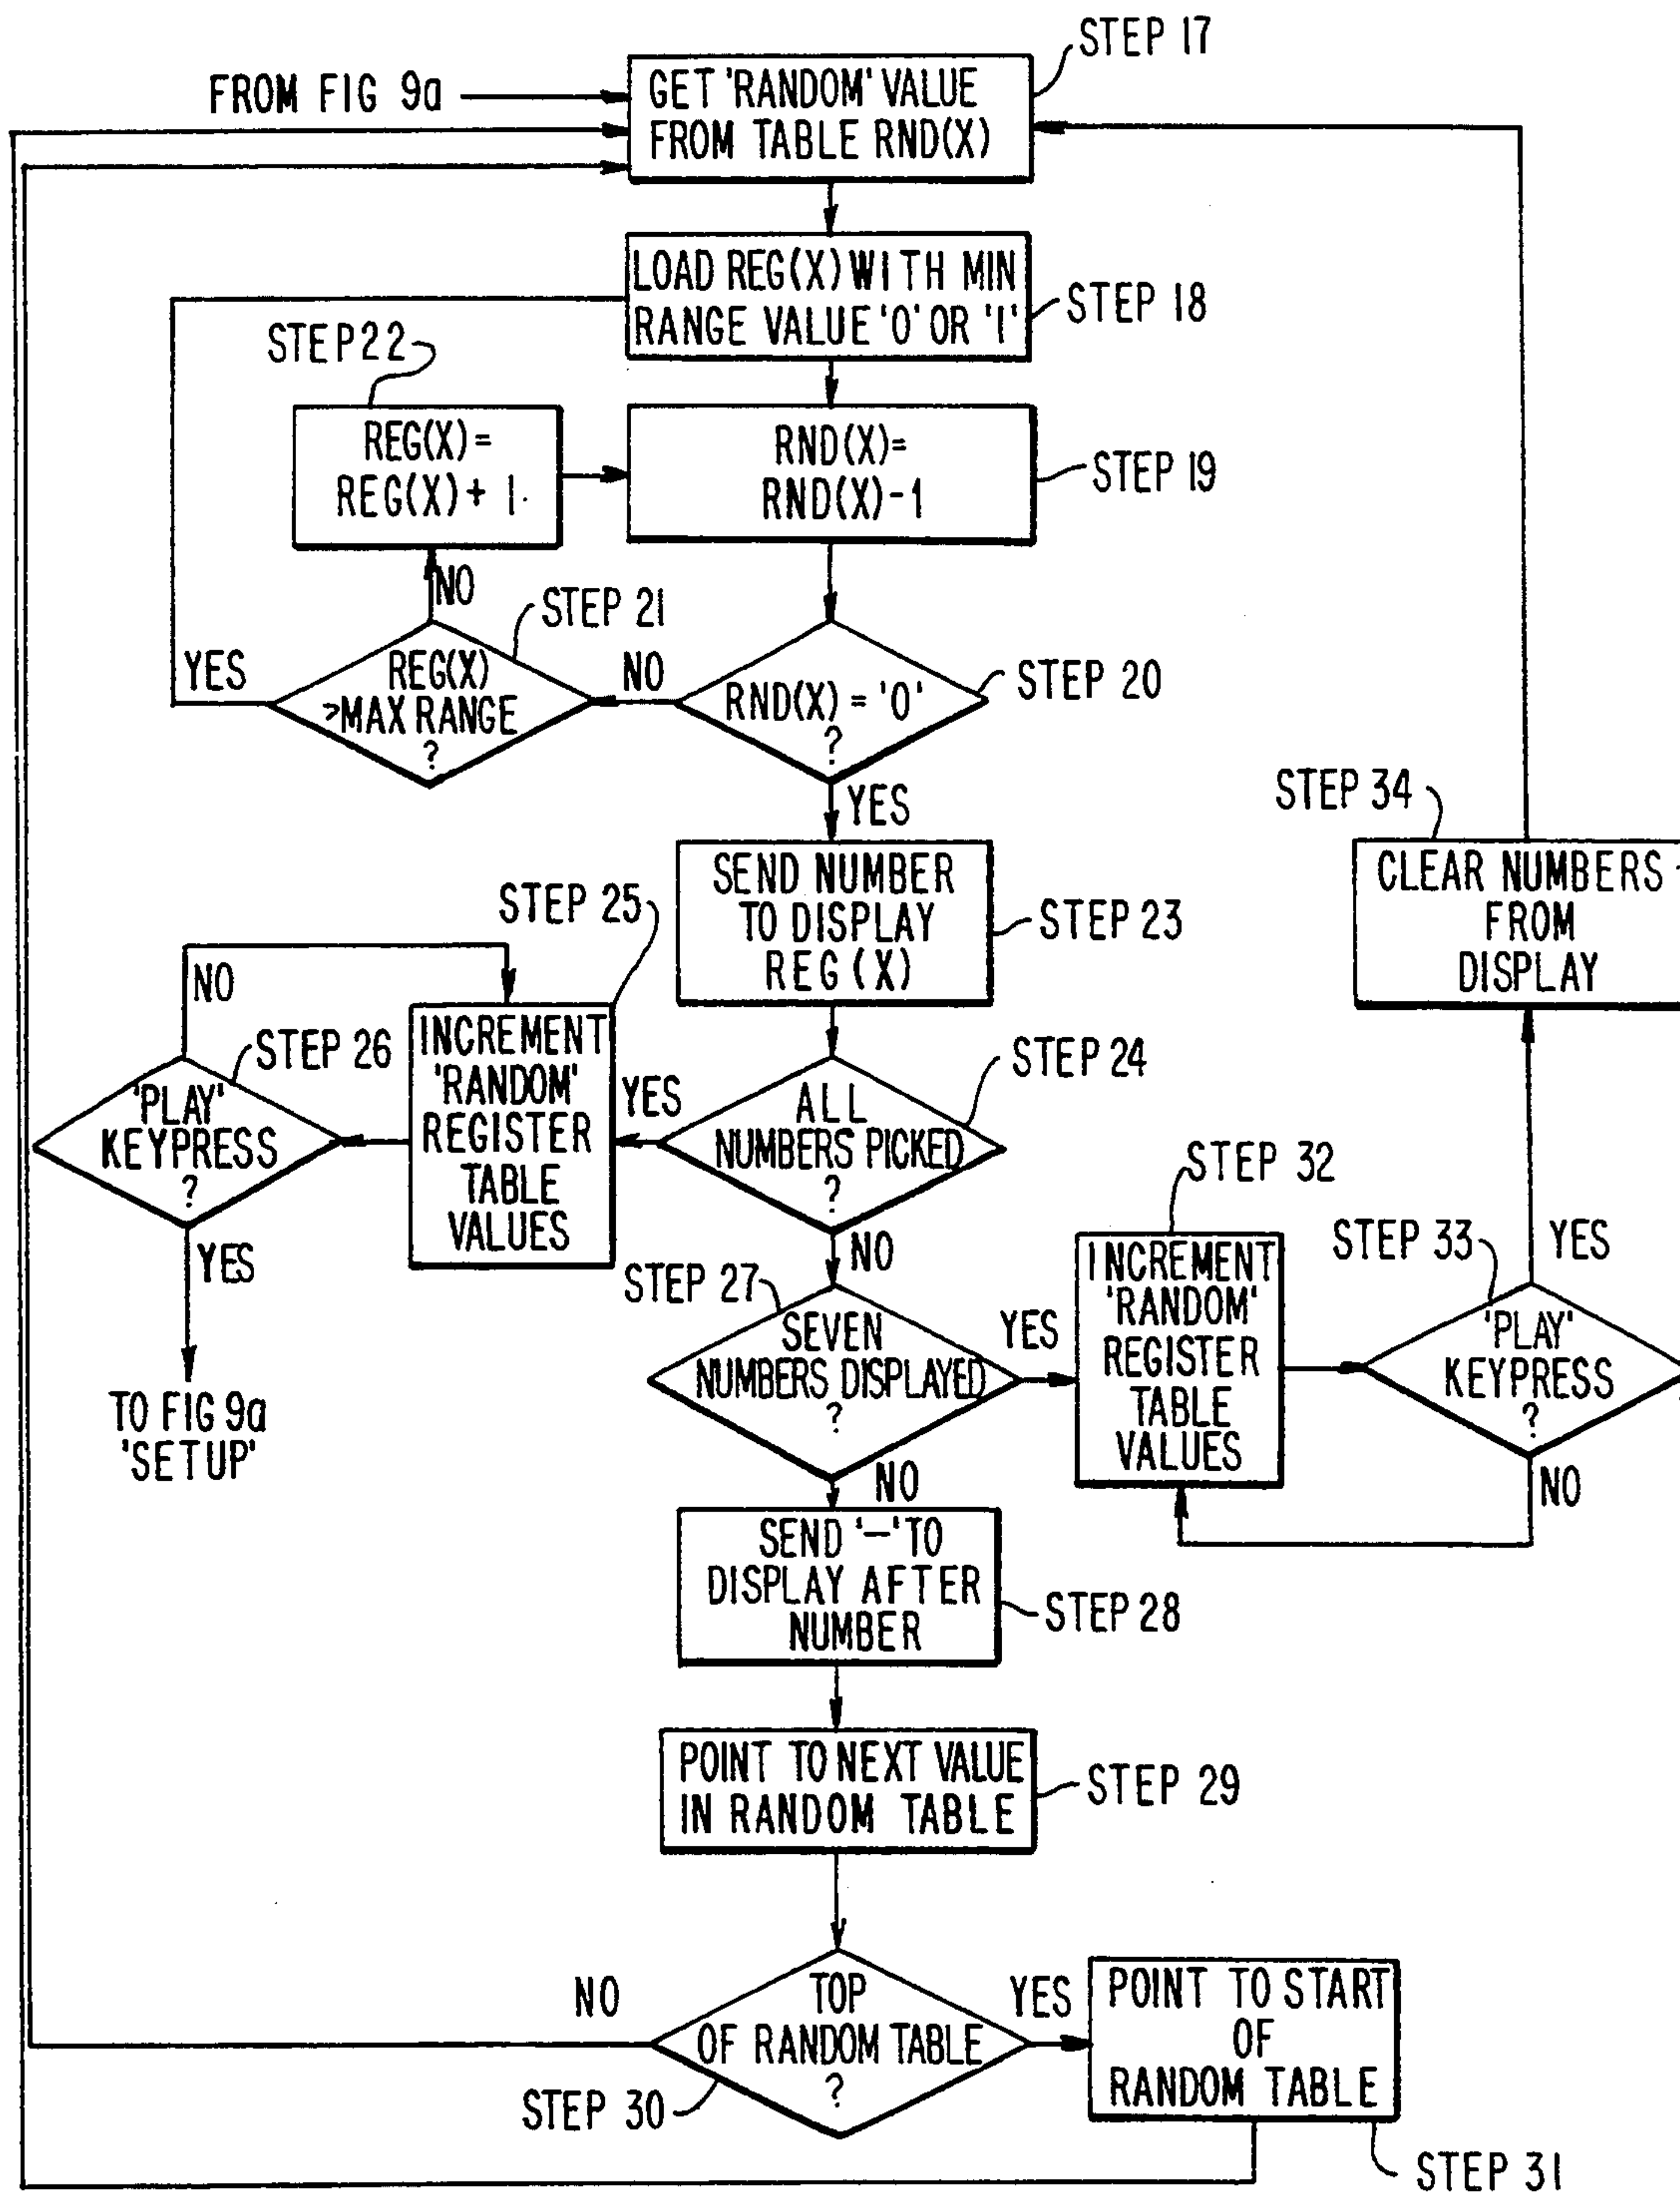 STEP 17
FROM FIG 9a
GET 'RANDOM' VALUE
FROM TABLE RND(X)
LOAD REG(X) WITH MIN
RANGE VALUE 'O' OR 'I'
STEP 18
STEP22
REG(X)=
REG(X)+ 1
RND(X)=
RND(X)-1
STEP 19
NO
STEP 21
YES
REG(X)
>MAX RANGE
?
NO
RND(X) = 'O'
?
STEP 20
YES
STEP 34
CLEAR NUMBERS
FROM
DISPLAY
SEND NUMBER
TO DISPLAY
REG(X)
STEP 23
STEP 25
NO
INCREMENT
'RANDOM'
REGISTER
TABLE
VALUES
STEP 26
'PLAY'
KEYPRESS
?
YES
YES
ALL
NUMBERS PICKED
?
STEP 24
NO
STEP 32
STEP 27
SEVEN
NUMBERS DISPLAYED
?
YES
INCREMENT
'RANDOM'
REGISTER
TABLE
VALUES
STEP 33
YES
'PLAY'
KEYPRESS
?
NO
TO FIG 9a
'SETUP'
NO
SEND '–' TO
DISPLAY AFTER
NUMBER
STEP 28
POINT TO NEXT VALUE
IN RANDOM TABLE
STEP 29
NO
TOP
OF RANDOM TABLE
?
YES
STEP 30
POINT TO START
OF
RANDOM TABLE
STEP 31